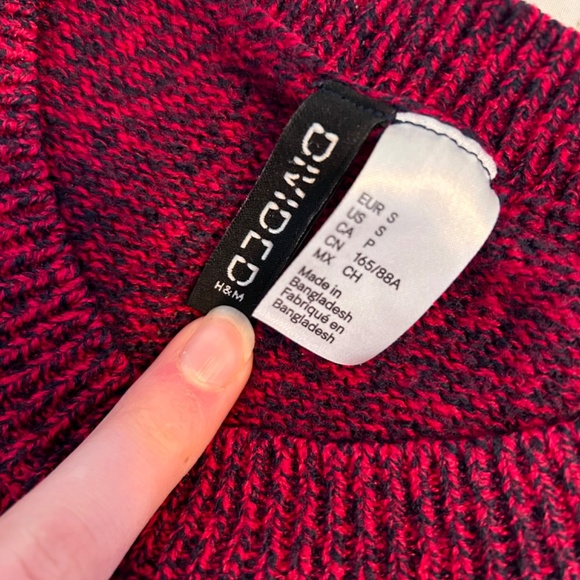 DIVIDED
H&M
EUR S
US S
CA P
CN 165/88A
MX CH
Made in
Bangladesh
Fabriqué en
Bangladesh